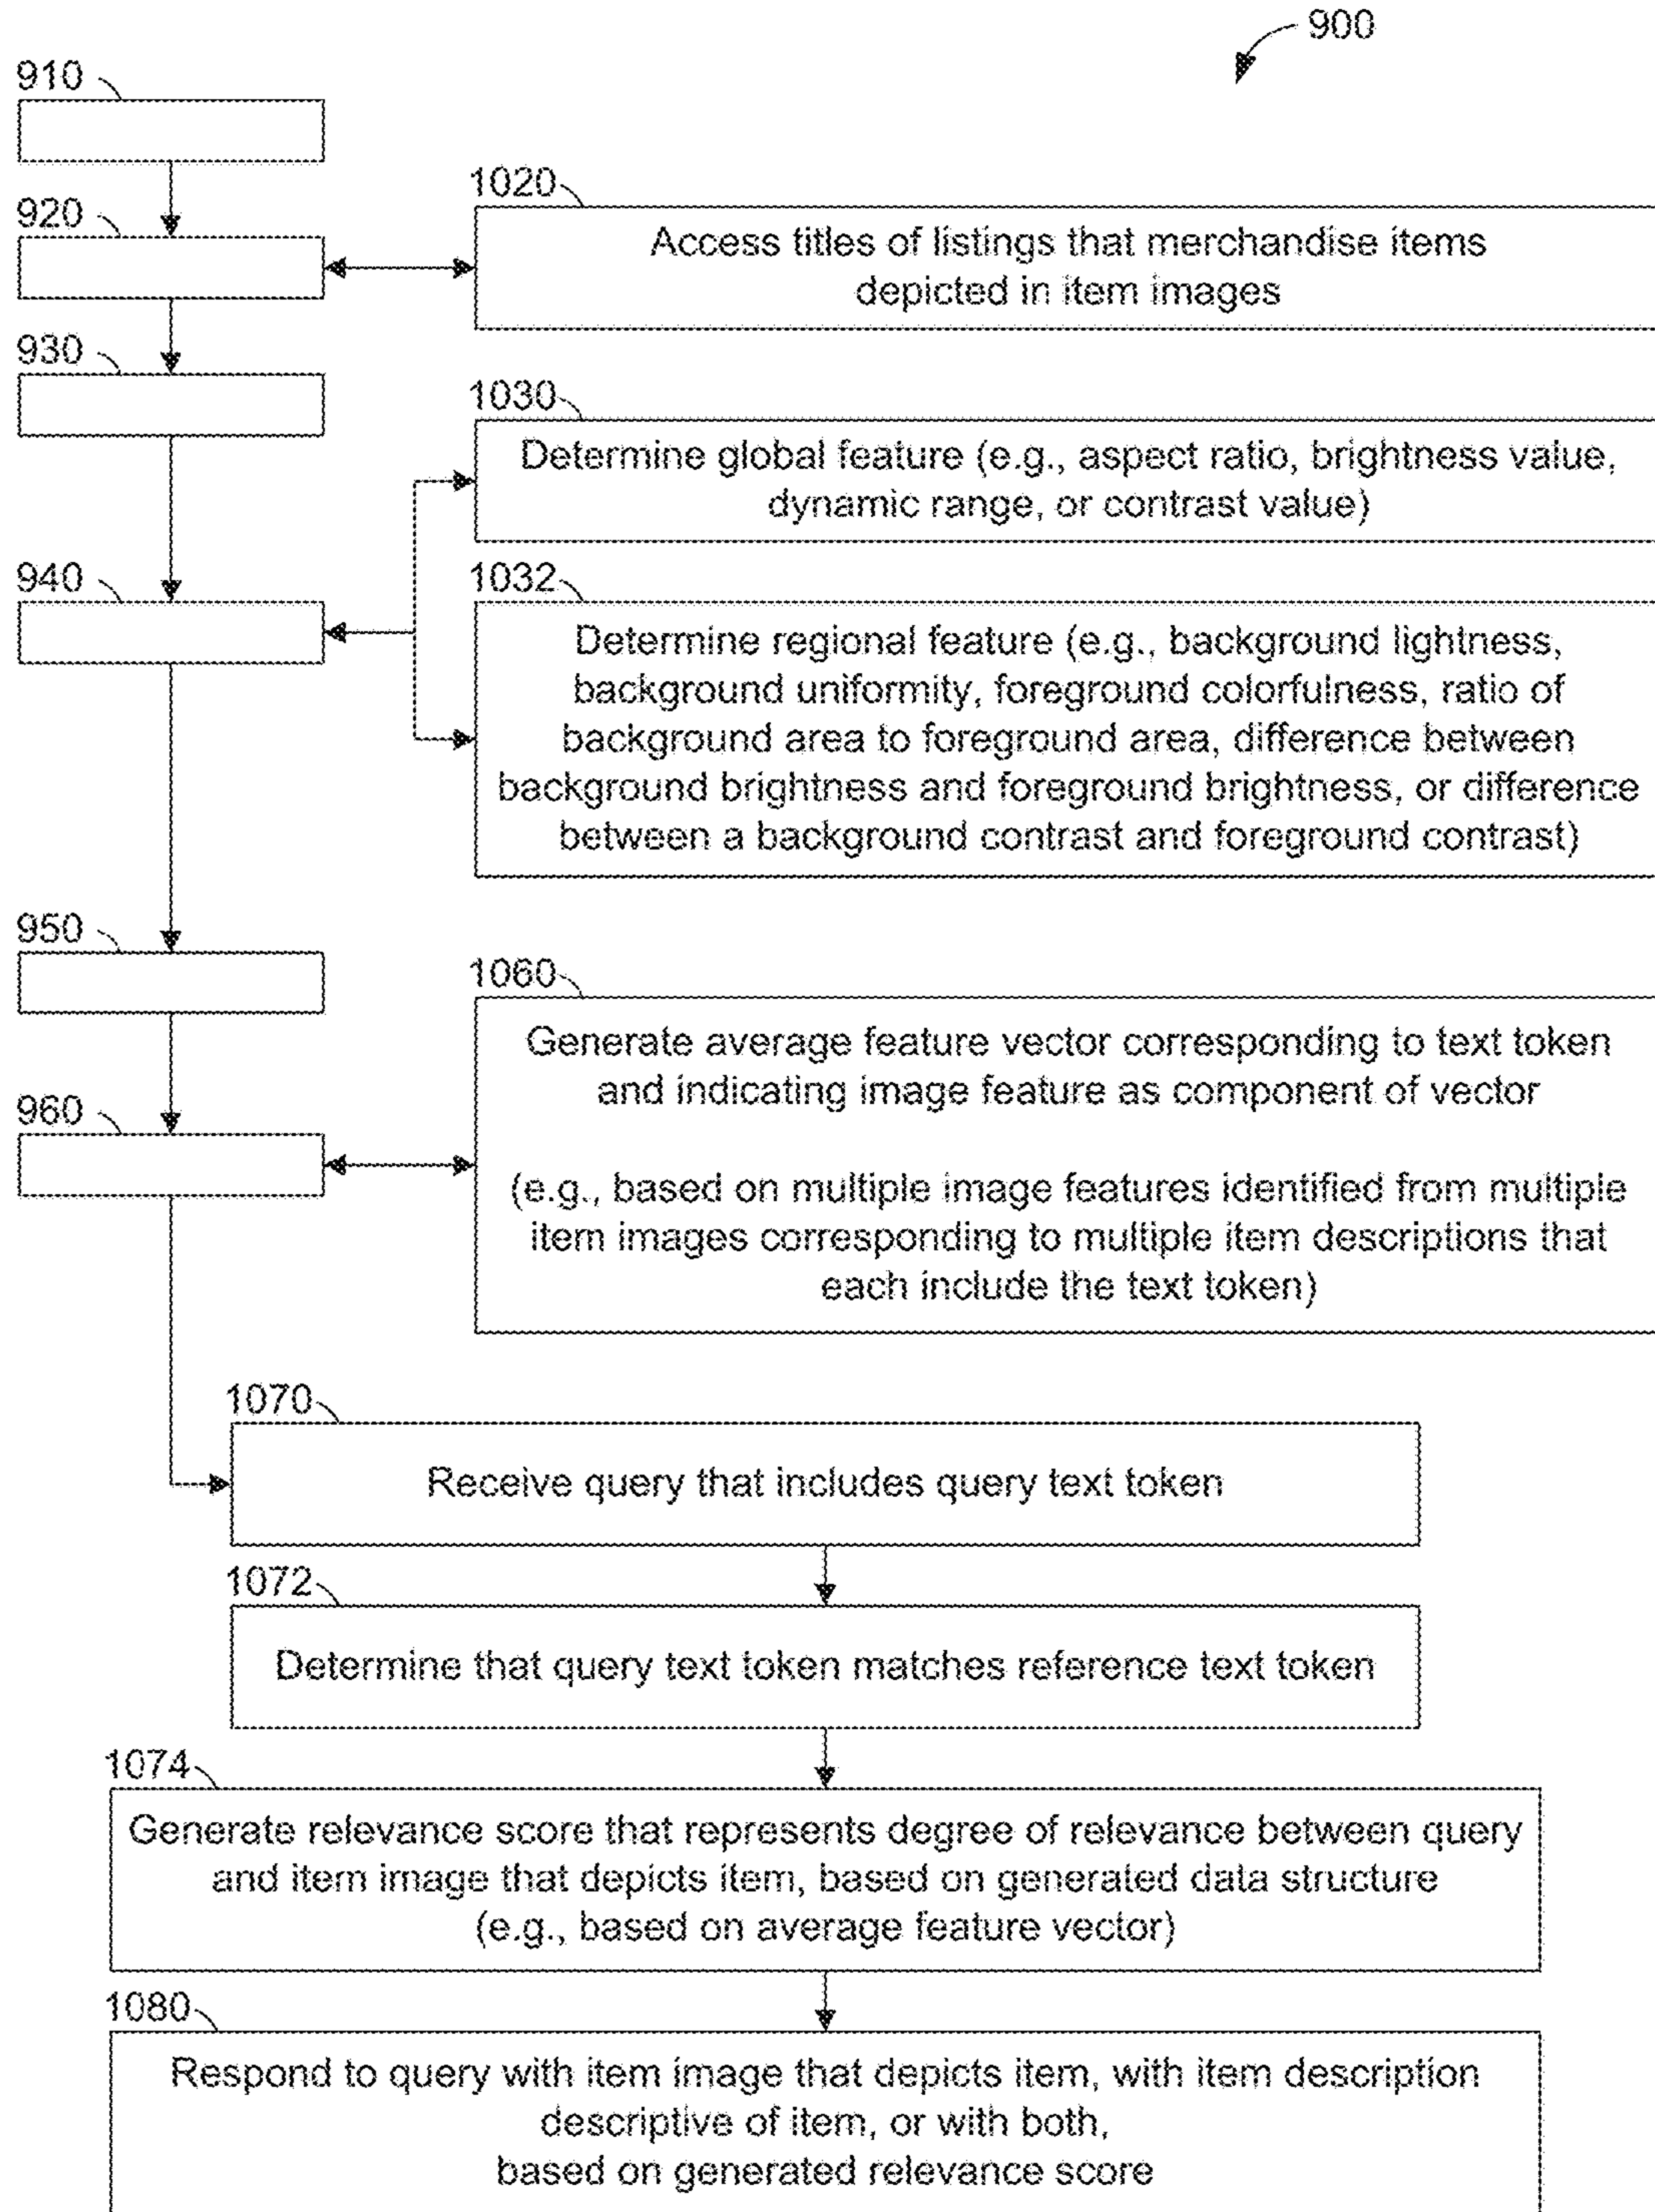 900
910
920
1020
Access titles of listings that merchandise items
depicted in item images
930
1030
Determine global feature (e.g., aspect ratio, brightness value,
dynamic range, or contrast value)
940
1032
Determine regional feature (e.g., background lightness,
background uniformity, foreground colorfulness, ratio of
background area to foreground area, difference between
background brightness and foreground brightness, or difference
between a background contrast and foreground contrast)
950
1060
Generate average feature vector corresponding to text token
and indicating image feature as component of vector
(e.g., based on multiple image features identified from multiple
item images corresponding to multiple item descriptions that
each include the text token)
960
1070
Receive query that includes query text token
1072
Determine that query text token matches reference text token
1074
Generate relevance score that represents degree of relevance between query
and item image that depicts item, based on generated data structure
(e.g., based on average feature vector)
1080
Respond to query with item image that depicts item, with item description
descriptive of item, or with both,
based on generated relevance score